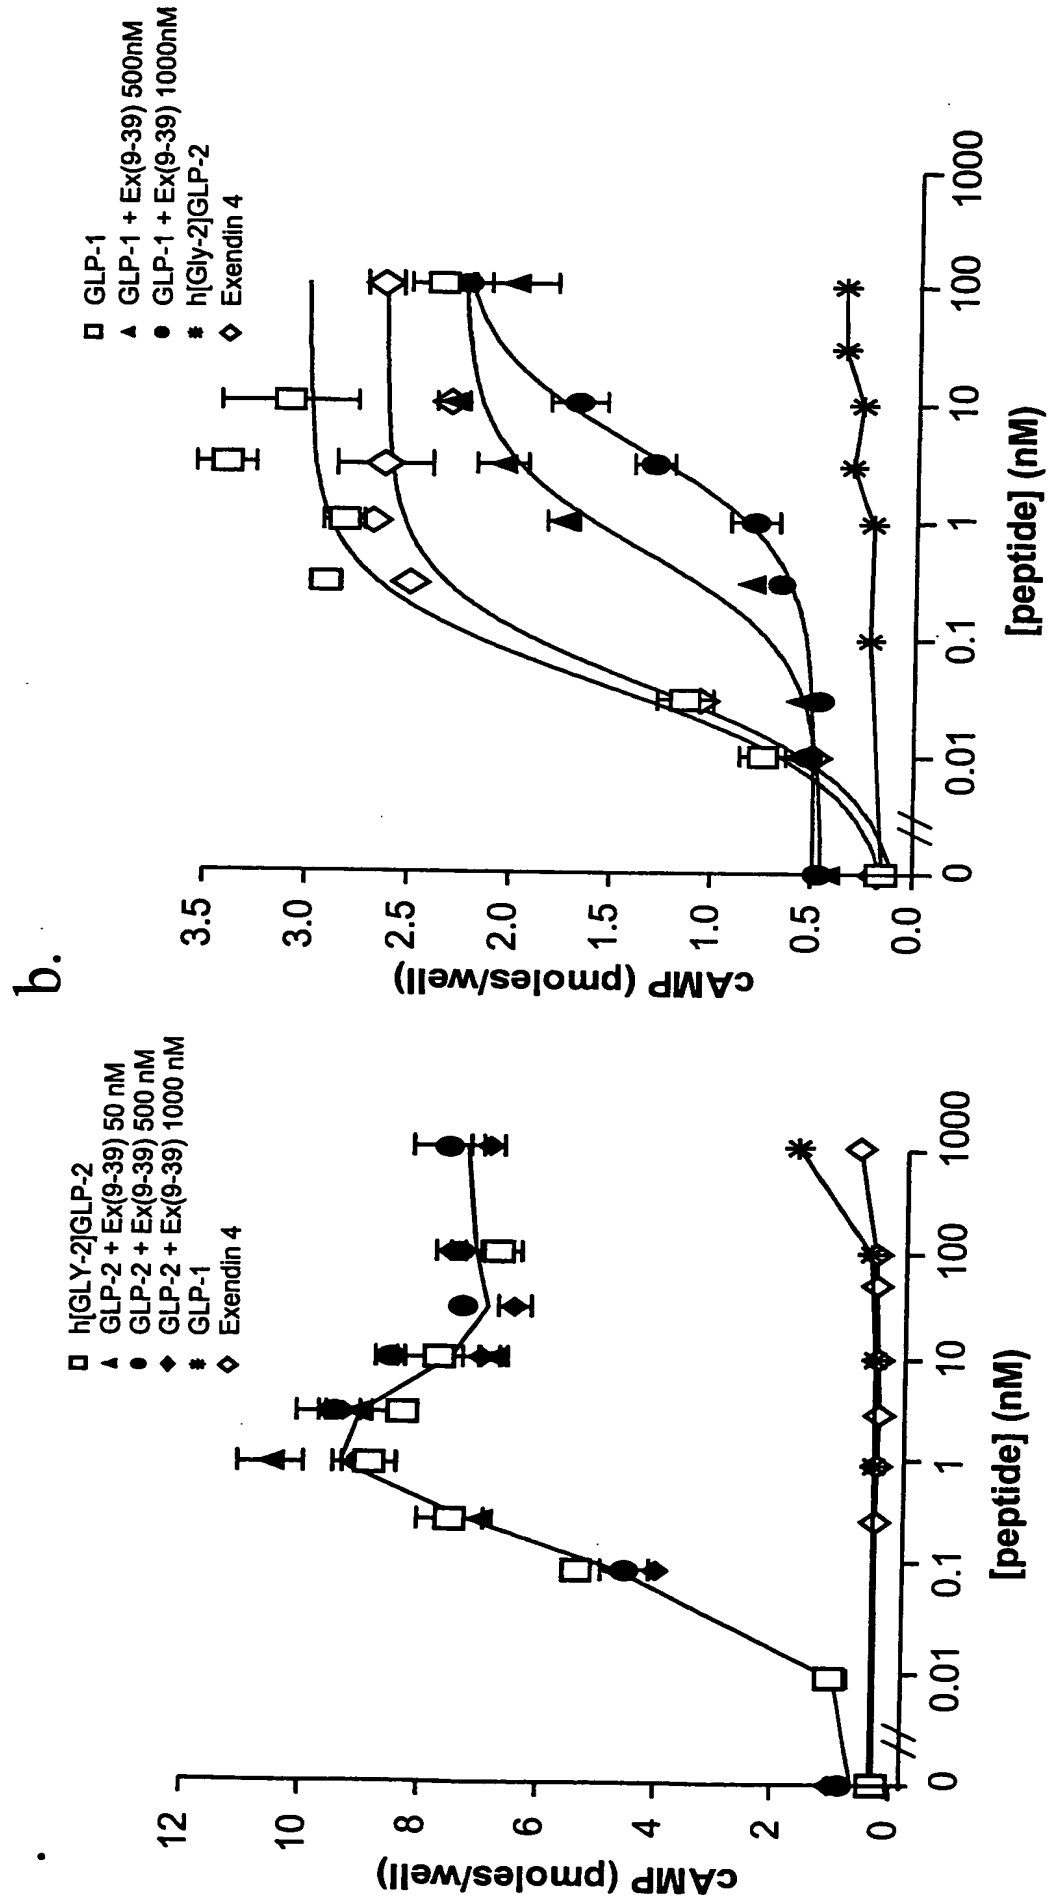 h[GLY-2]GLP-2
GLP-2 + Ex(9-39) 50 nM
GLP-2 + Ex(9-39) 500 nM
GLP-2 + Ex(9-39) 1000 nM
GLP-1
Exendin 4
12
10
8
6
4
2
0
cAMP (pmoles/well)
0
0.01
0.1
1
10
100
1000
[peptide] (nM)
b.
GLP-1
GLP-1 + Ex(9-39) 500nM
GLP-1 + Ex(9-39) 1000nM
h[Gly-2]GLP-2
Exendin 4
3.5
3.0
2.5
2.0
1.5
1.0
0.5
0.0
cAMP (pmoles/well)
0
0.01
0.1
1
10
100
1000
[peptide] (nM)